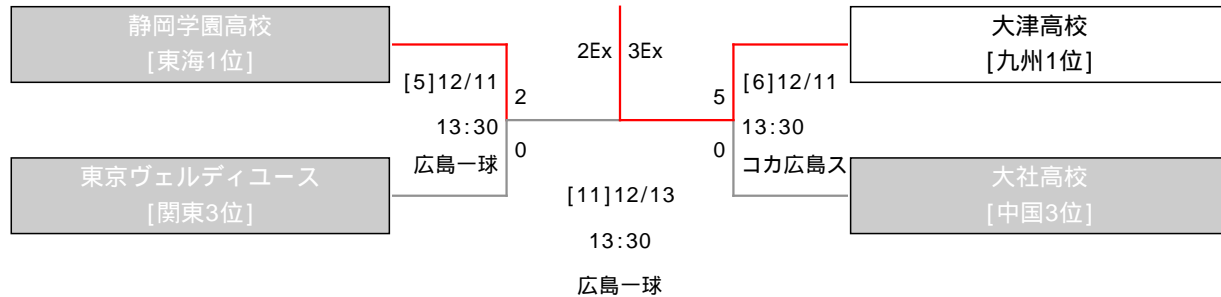 静岡学園高校
[東海1位]
2Ex 3Ex
大津高校
[九州1位]
[5]12/11
2
5
[6]12/11
13:30
13:30
0
0
広島一球
コカ広島ス
東京ヴェルディユース
[関東3位]
[11]12/13
大社高校
[中国3位]
13:30
広島一球